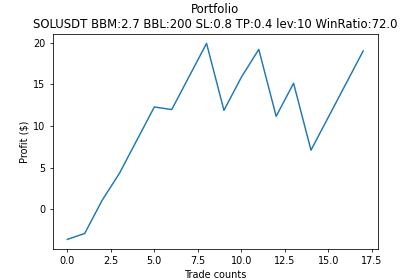 Portfolio
SOLUSDT BBM:2.7 BBL:200 SL:0.8 TP:0.4 lev:10 WinRatio:72.0
20
15
10
5
0
Profit ($)
0.0 2.5 5.0 7.5 10.0 12.5 15.0 17.5
Trade counts